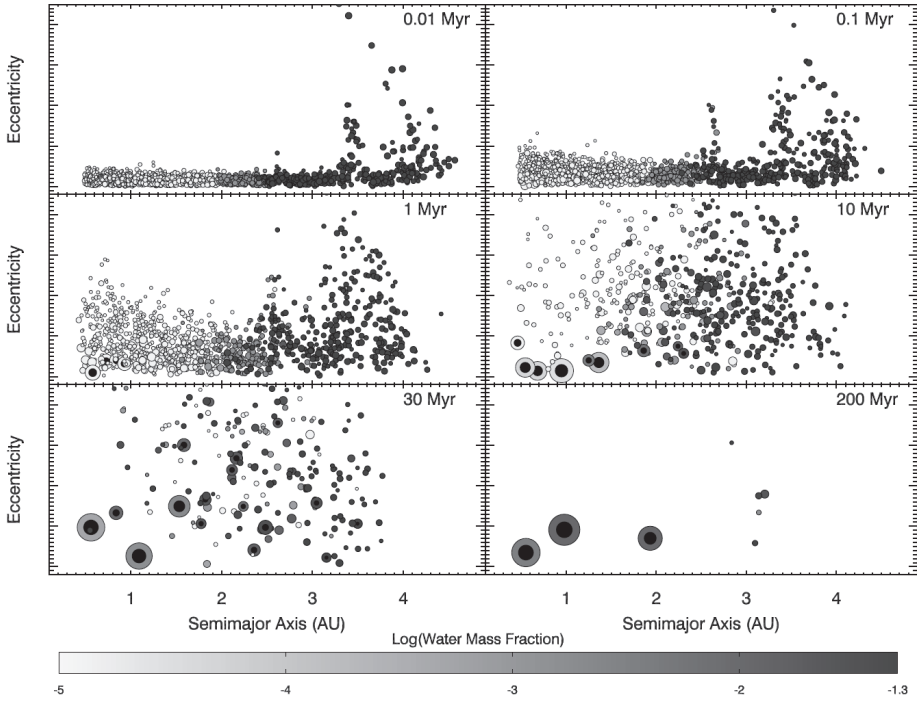 0.01 Myr
0.1 Myr
Eccentricity
1 Myr
10 Myr
Eccentricity
30 Myr
200 Myr
Eccentricity
1 2 3 4
1 2 3 4
Semimajor Axis (AU)
Semimajor Axis (AU)
Log(Water Mass Fraction)
-5 -4 -3 -2 -1.3